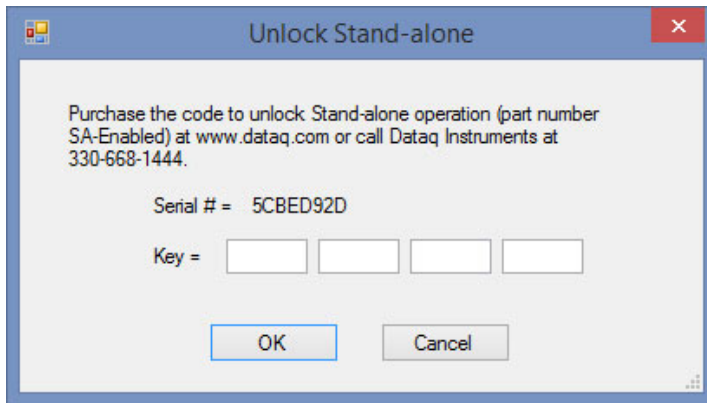 Unlock Stand-alone
Purchase the code to unlock Stand-alone operation (part number
SA-Enabled) at www.dataq.com or call Dataq Instruments at
330-668-1444.
Serial # = 5CBED92D
Key =
OK Cancel